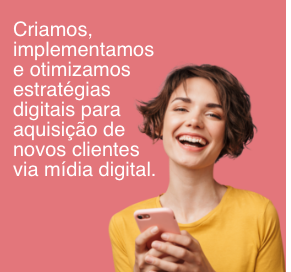 Criamos,
implementamos
e otimizamos
estratégias
digitais para
aquisição de
novos clientes
via mídia digital.